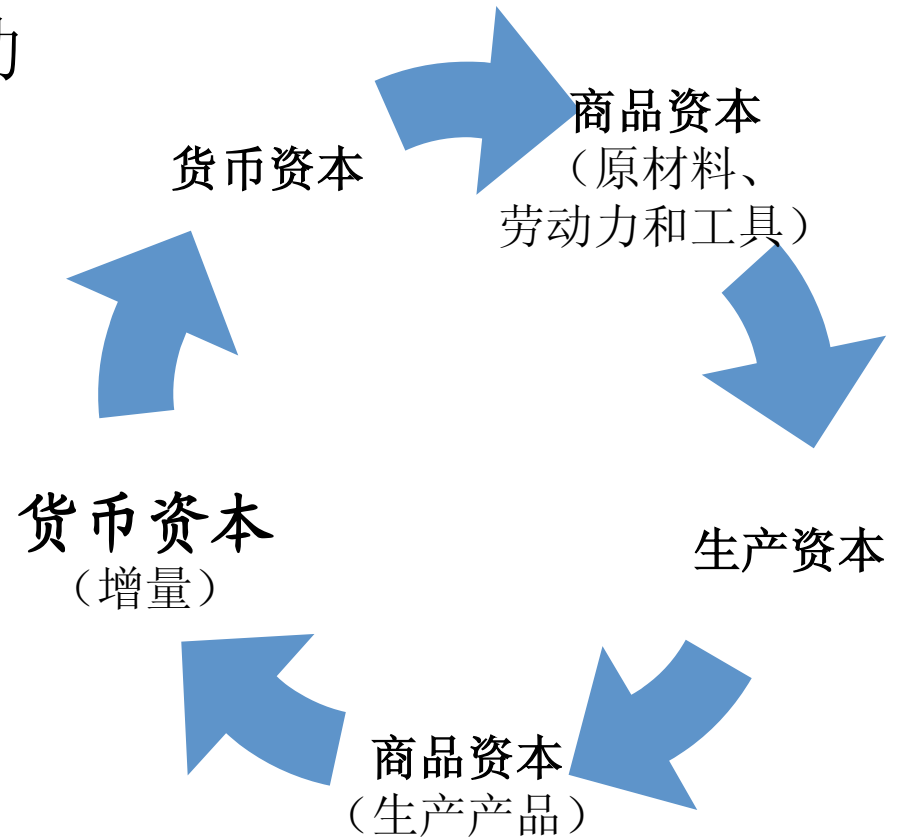 货币资本
商品资本
（原材料、
劳动力和工具）
生产资本
商品资本
（生产产品）
货币资本
（增量）